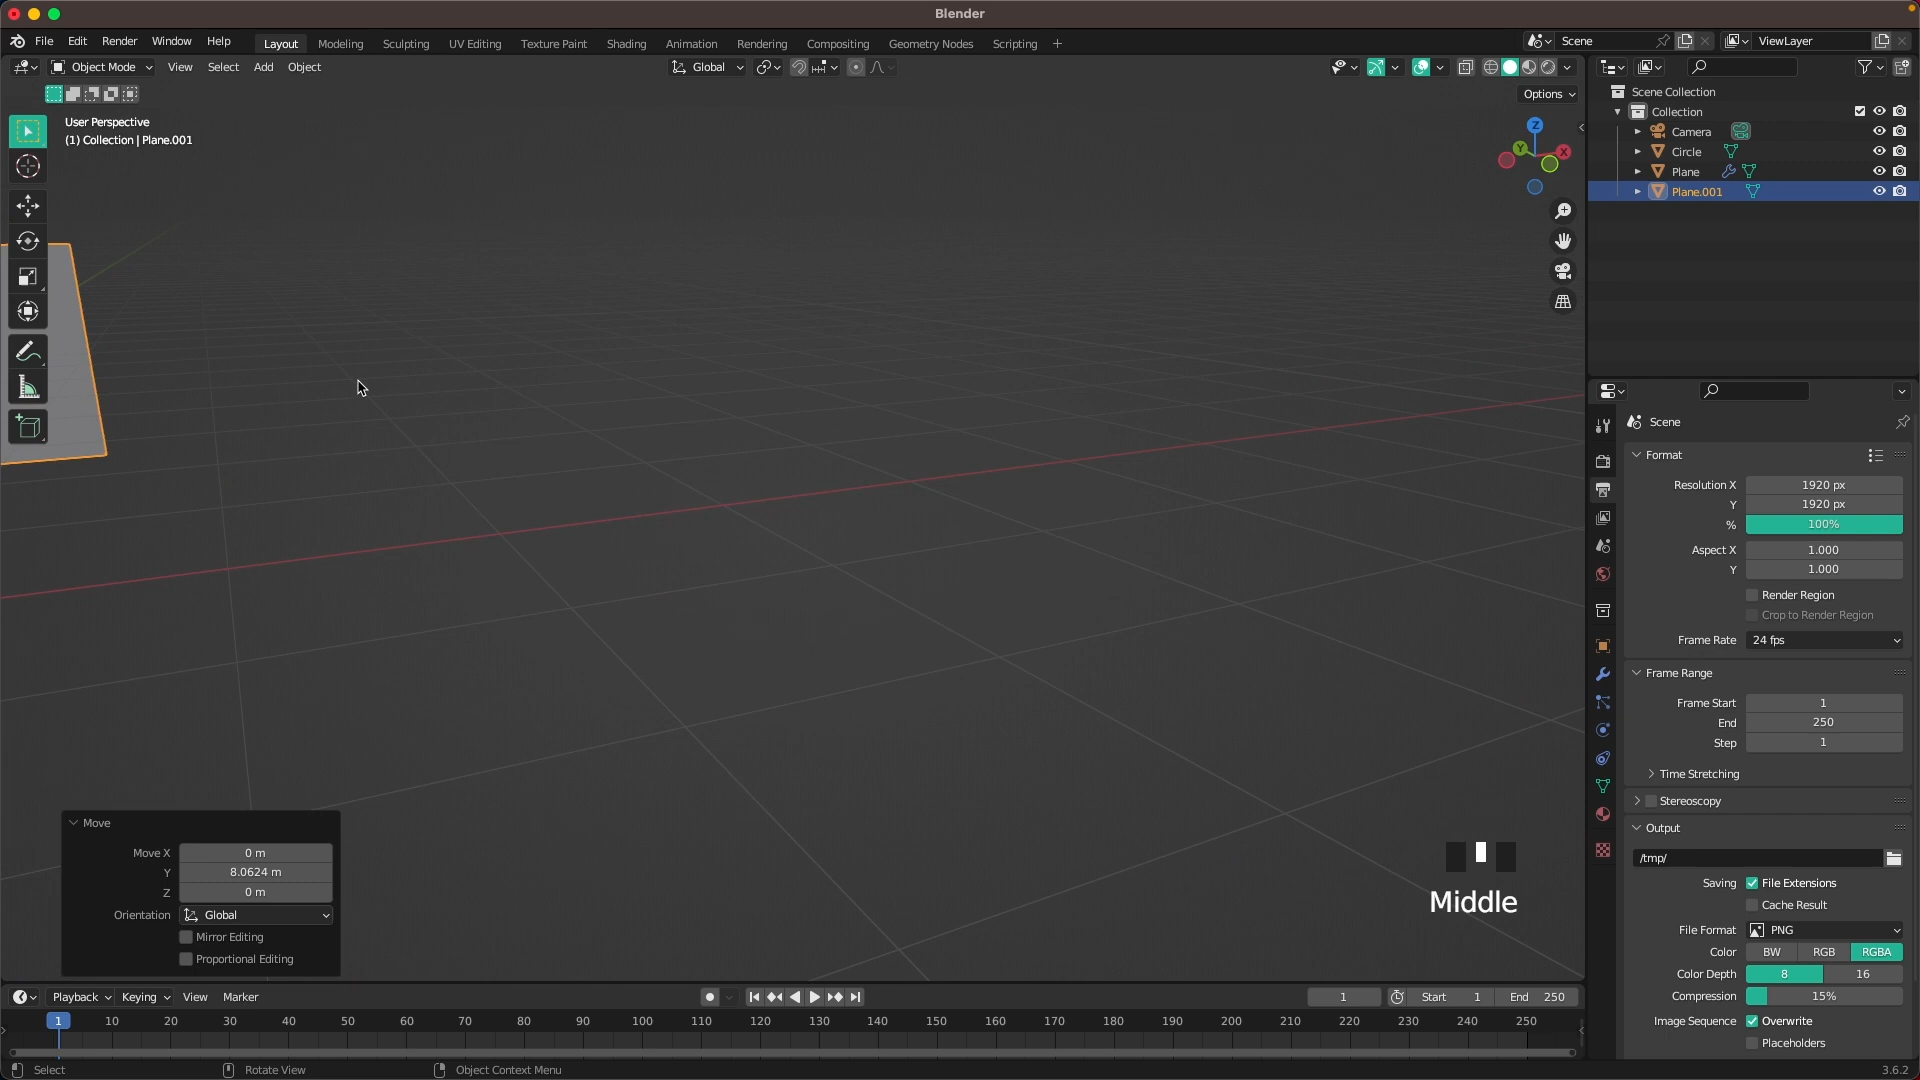 Blender
File Edit Render Window Help Layout Modeling Sculpting UV Editing Texture Paint Shading Animation Rendering Compositing Geometry Nodes Scripting + Scene ViewLayer
Object Mode View Select Add Object Global
Options
User Perspective
(1) Collection | Plane.001
Z
Y
X
Scene Collection
Collection
Camera
Circle
Plane
Plane.001
Scene
Format
Resolution X 1920 px
Y 1920 px
% 100%
Aspect X 1.000
Y 1.000
Render Region
Crop to Render Region
Frame Rate 24 fps
Frame Range
Frame Start 1
End 250
Step 1
Time Stretching
Stereoscopy
Output
/tmp/
Saving File Extensions
Cache Result
File Format PNG
Color BW RGB RGBA
Color Depth 8 16
Compression 15%
Image Sequence Overwrite
Placeholders
Move
Move X 0 m
Y 8.0624 m
Z 0 m
Orientation Global
Mirror Editing
Proportional Editing
Middle
Playback Keying View Marker 1 Start 1 End 250
1 10 20 30 40 50 60 70 80 90 100 110 120 130 140 150 160 170 180 190 200 210 220 230 240 250
Select Rotate View Object Context Menu 3.6.2